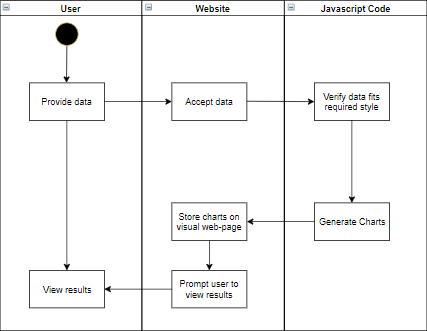 User
Website
Javascript Code
Provide data
Accept data
Verify data fits
required style
Store charts on
visual web-page
Generate Charts
View results
Prompt user to
view results